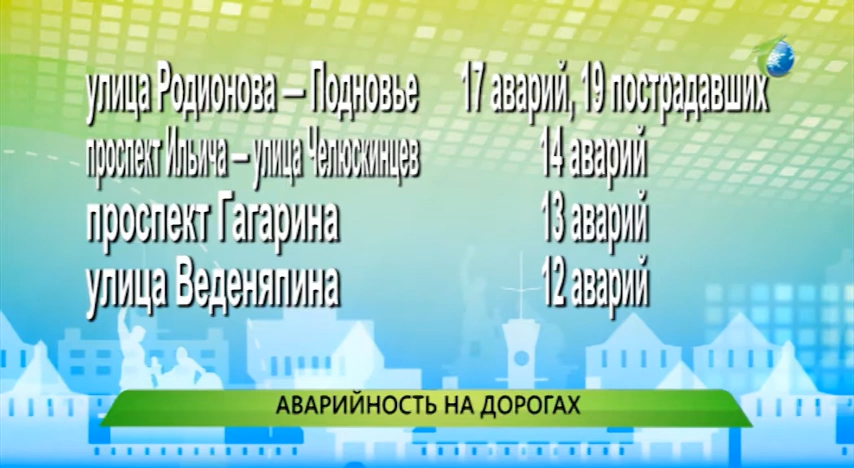 улица Родионова – Подновье 17 аварий, 19 пострадавших
проспект Ильича – улица Челюскинцев 14 аварий
проспект Гагарина 13 аварий
улица Веденяпина 12 аварий
АВАРИЙНОСТЬ НА ДОРОГАХ